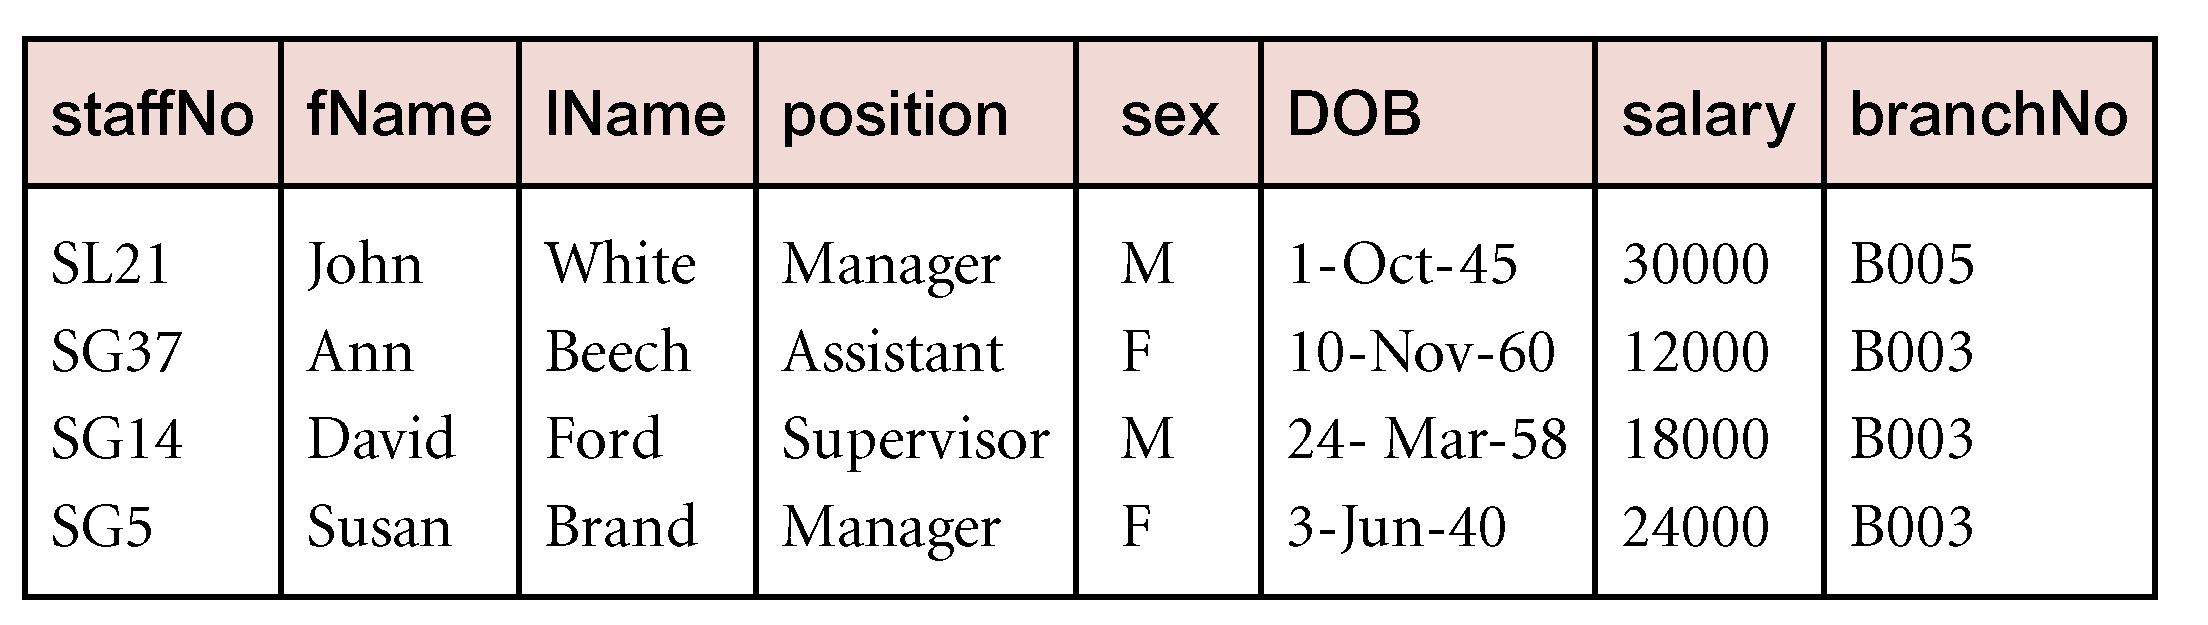 staffNo fName lName position sex DOB salary branchNo
SL21 John White Manager M 1-Oct-45 30000 B005
SG37 Ann Beech Assistant F 10-Nov-60 12000 B003
SG14 David Ford Supervisor M 24- Mar-58 18000 B003
SG5 Susan Brand Manager F 3-Jun-40 24000 B003